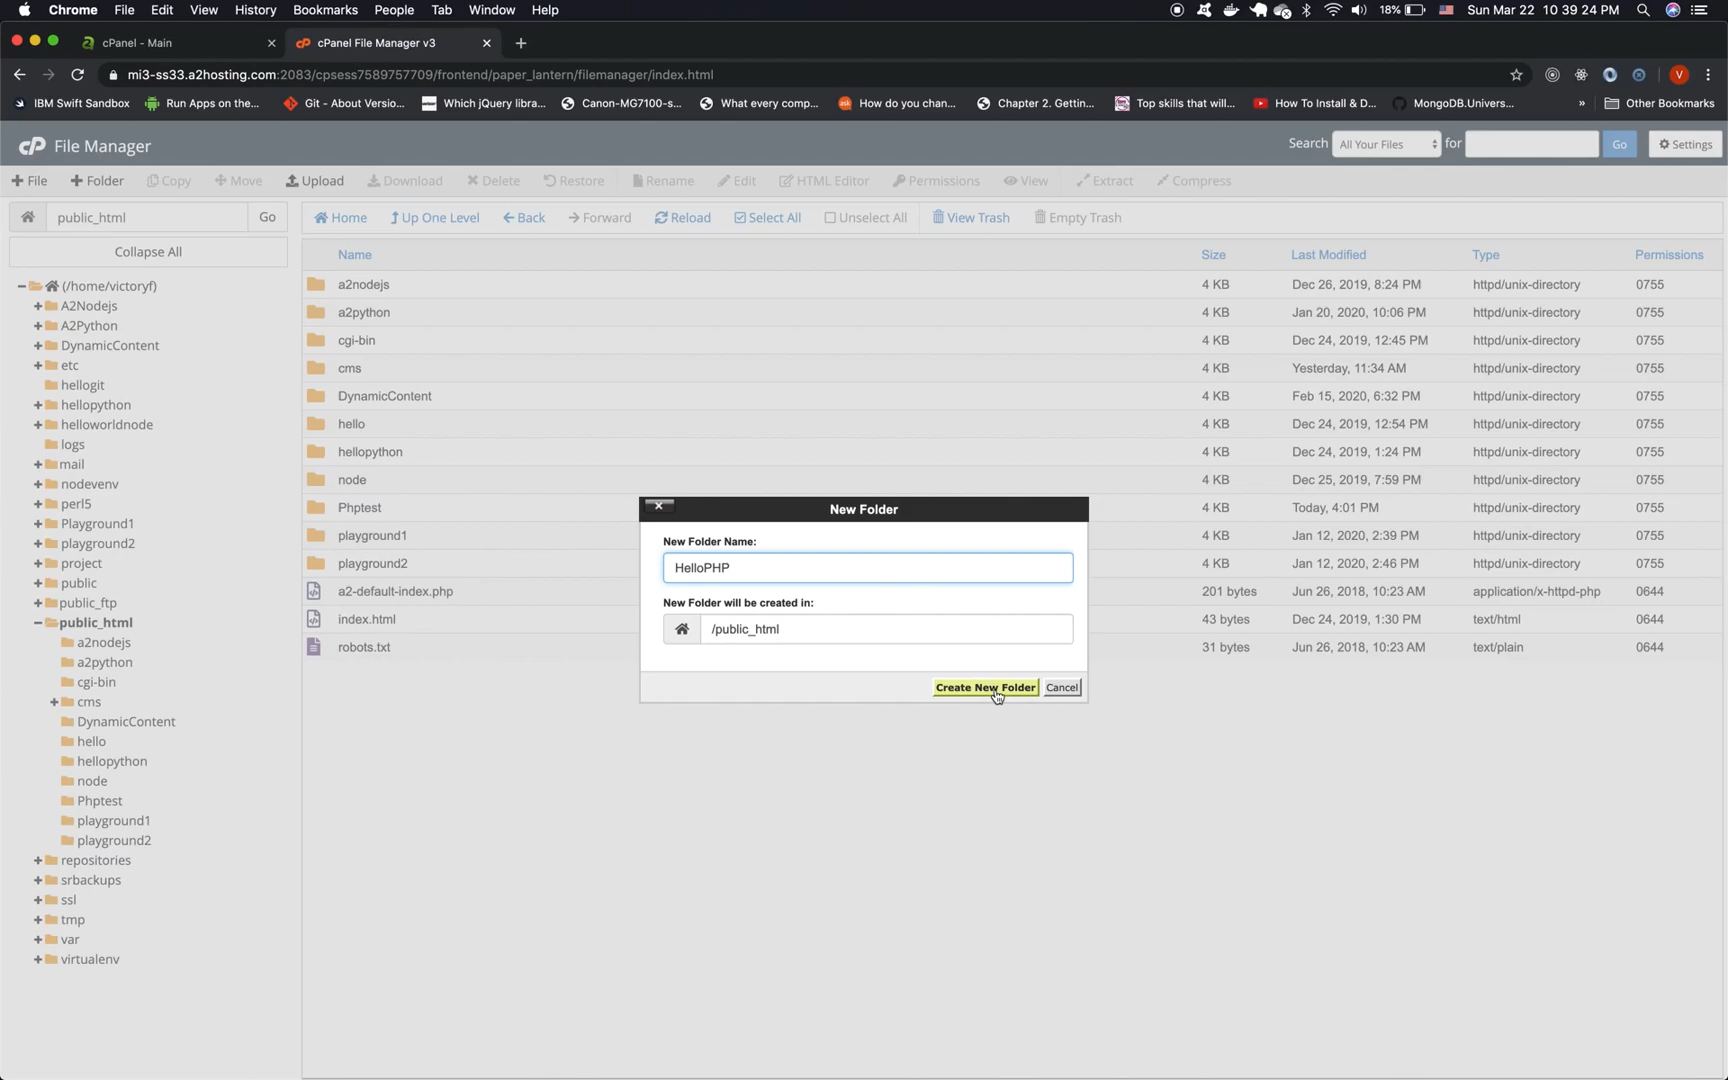 Chrome File Edit View History Bookmarks People Tab Window Help 18% Sun Mar 22 10 39 24 PM
cPanel - Main cPanel File Manager v3
mi3-ss33.a2hosting.com:2083/cpsess7589757709/frontend/paper_lantern/filemanager/index.html V
IBM Swift Sandbox Run Apps on the... Git - About Versio... Which jQuery libra... Canon-MG7100-s... What every comp... How do you chan... Chapter 2. Gettin... Top skills that will... How To Install & D... MongoDB.Univers... » Other Bookmarks
cP File Manager Search All Your Files for Go Settings
File Folder Copy Move Upload Download Delete Restore Rename Edit HTML Editor Permissions View Extract Compress
public_html Go Home Up One Level Back Forward Reload Select All Unselect All View Trash Empty Trash
Collapse All
Name Size Last Modified Type Permissions
a2nodejs 4 KB Dec 26, 2019, 8:24 PM httpd/unix-directory 0755
a2python 4 KB Jan 20, 2020, 10:06 PM httpd/unix-directory 0755
cgi-bin 4 KB Dec 24, 2019, 12:45 PM httpd/unix-directory 0755
cms 4 KB Yesterday, 11:34 AM httpd/unix-directory 0755
DynamicContent 4 KB Feb 15, 2020, 6:32 PM httpd/unix-directory 0755
hello 4 KB Dec 24, 2019, 12:54 PM httpd/unix-directory 0755
hellopython 4 KB Dec 24, 2019, 1:24 PM httpd/unix-directory 0755
node 4 KB Dec 25, 2019, 7:59 PM httpd/unix-directory 0755
Phptest 4 KB Today, 4:01 PM httpd/unix-directory 0755
playground1 4 KB Jan 12, 2020, 2:39 PM httpd/unix-directory 0755
playground2 4 KB Jan 12, 2020, 2:46 PM httpd/unix-directory 0755
a2-default-index.php 201 bytes Jun 26, 2018, 10:23 AM application/x-httpd-php 0644
index.html 43 bytes Dec 24, 2019, 1:30 PM text/html 0644
robots.txt 31 bytes Jun 26, 2018, 10:23 AM text/plain 0644
(/home/victoryf)
A2Nodejs
A2Python
DynamicContent
etc
hellogit
hellopython
helloworldnode
logs
mail
nodevenv
perl5
Playground1
playground2
project
public
public_ftp
public_html
a2nodejs
a2python
cgi-bin
cms
DynamicContent
hello
hellopython
node
Phptest
playground1
playground2
repositories
srbackups
ssl
tmp
var
virtualenv
New Folder
New Folder Name:
HelloPHP
New Folder will be created in:
/public_html
Create New Folder Cancel